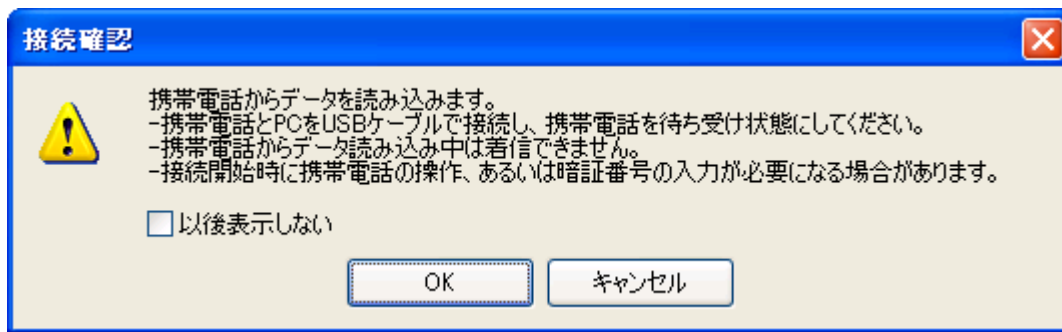 接続確認
携帯電話からデータを読み込みます。
-携帯電話とPCをUSBケーブルで接続し、携帯電話を待ち受け状態にしてください。
-携帯電話からデータ読み込み中は着信できません。
-接続開始時に携帯電話の操作、あるいは暗証番号の入力が必要になる場合があります。
以後表示しない
OK
キャンセル